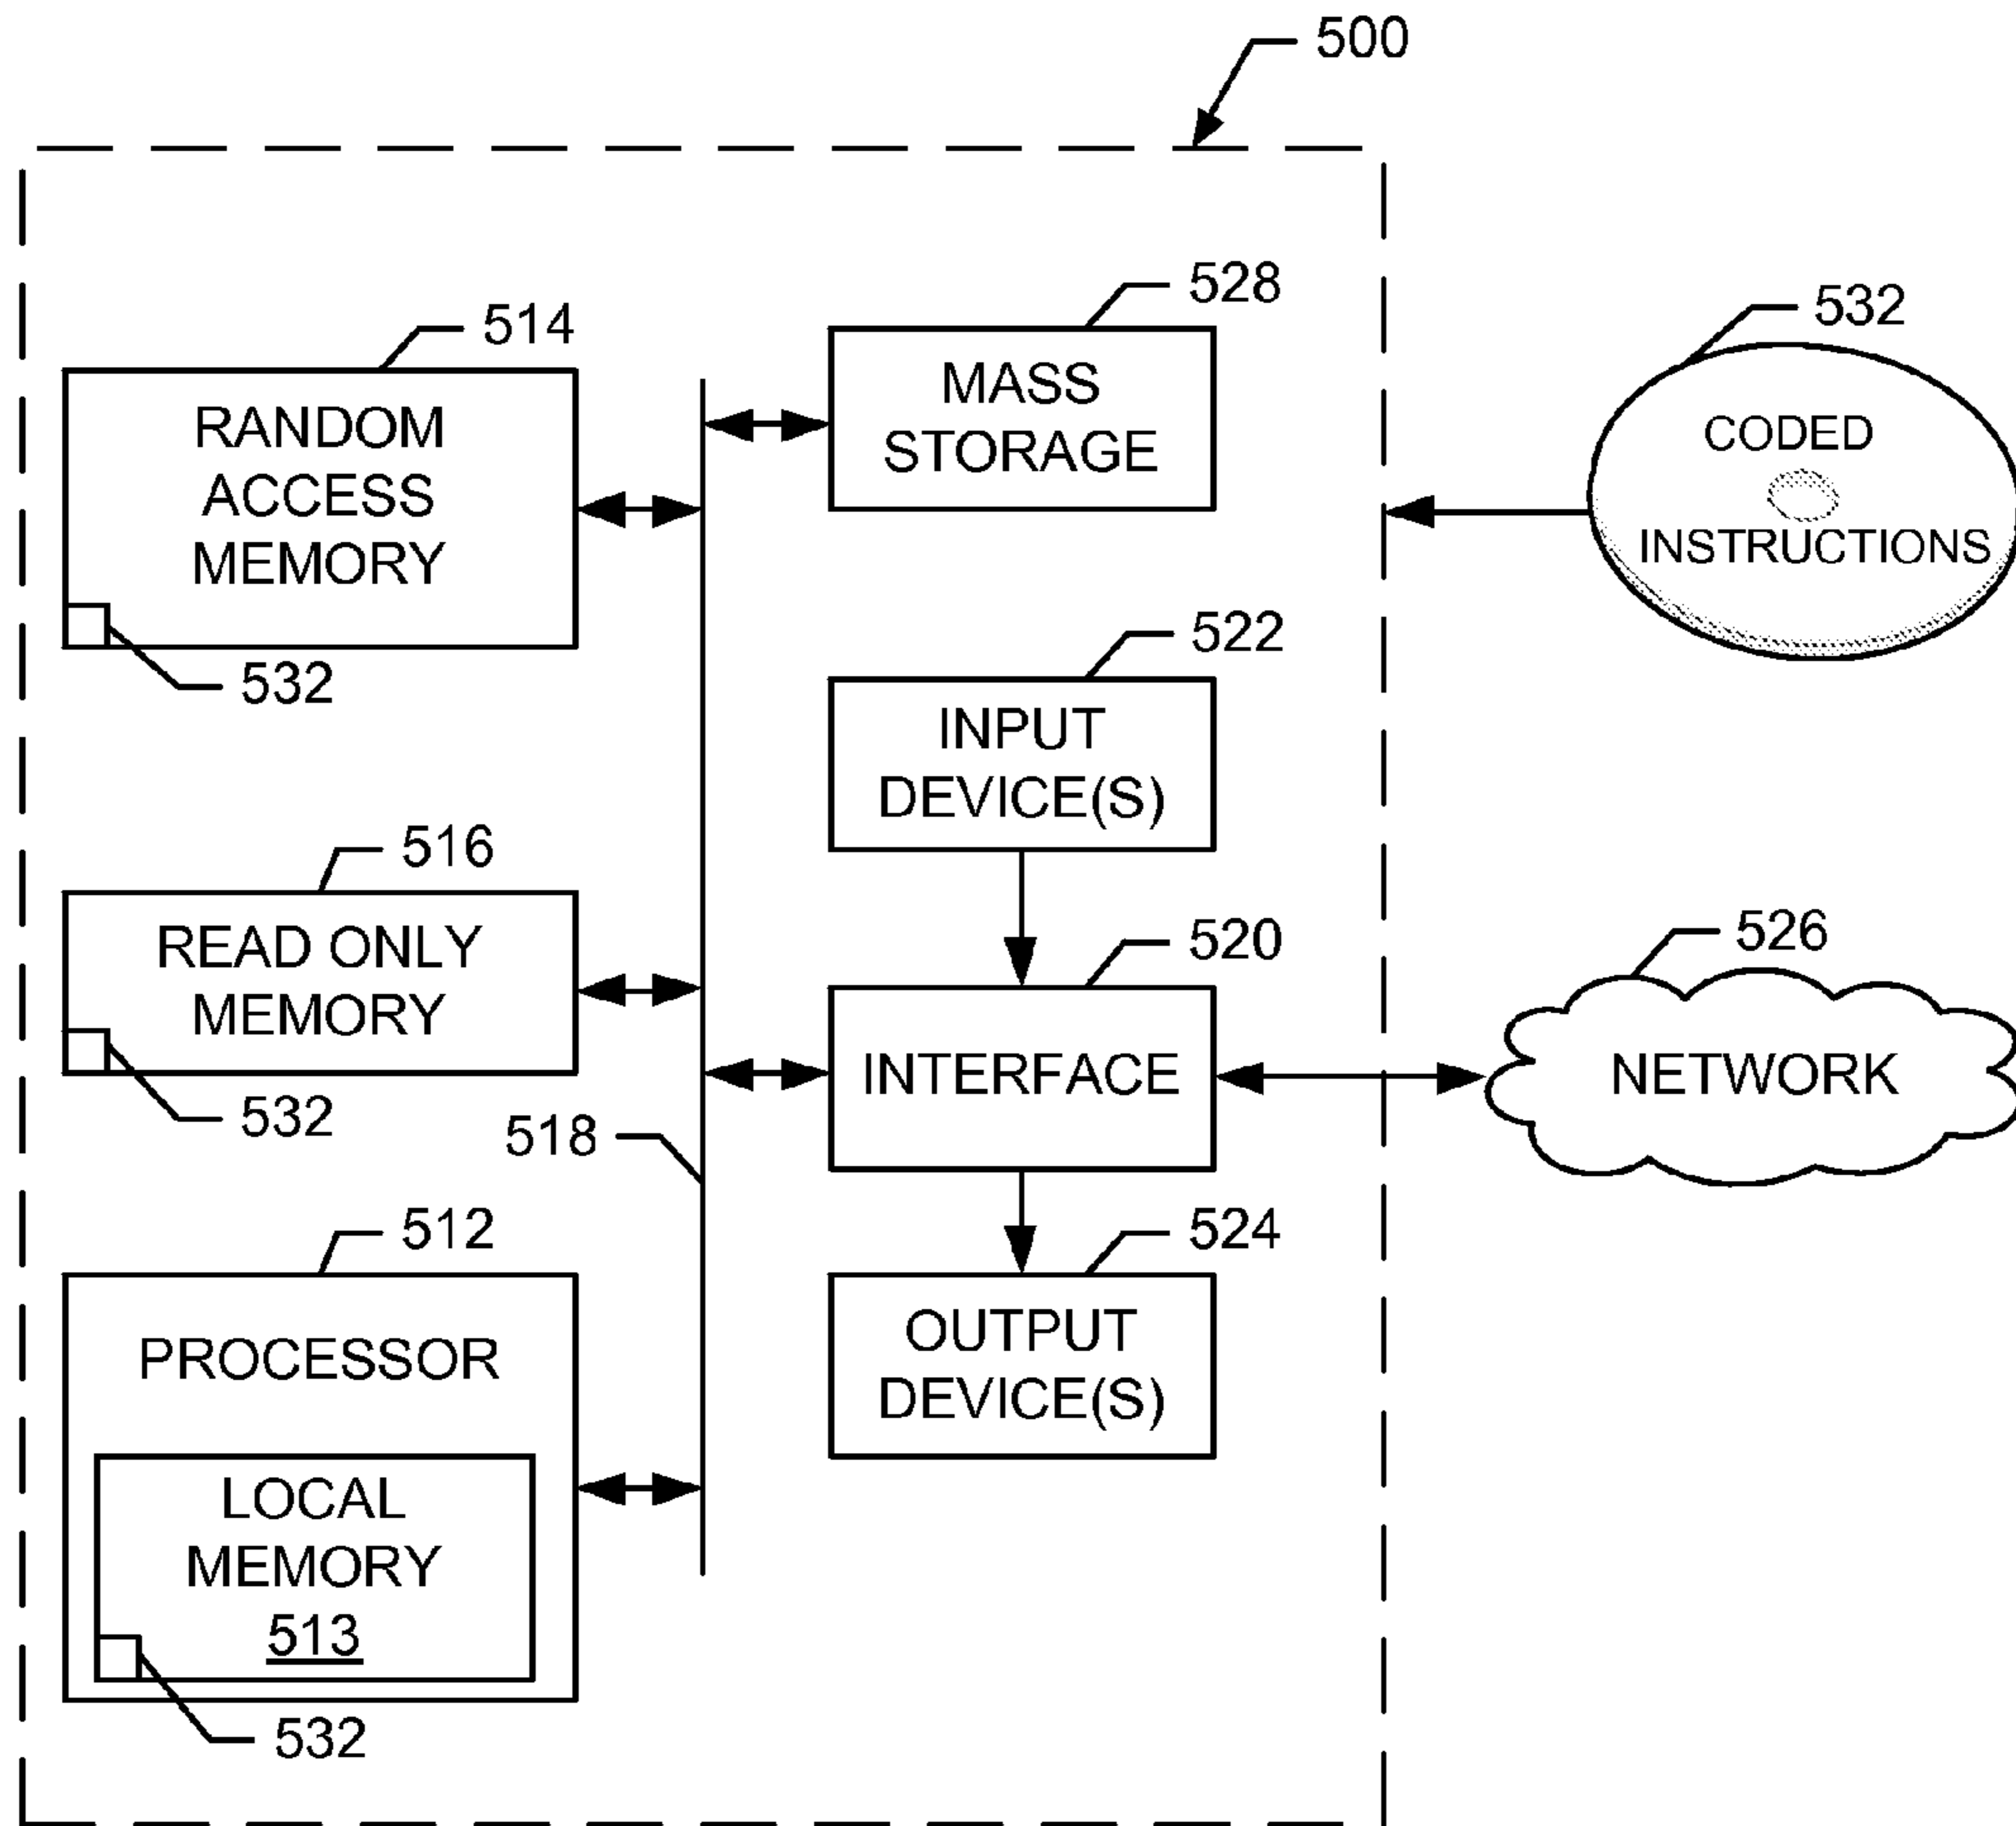 500
528
514
532
MASS
STORAGE
RANDOM
ACCESS
MEMORY
CODED
INSTRUCTIONS
532
522
INPUT
DEVICE(S)
516
526
READ ONLY
MEMORY
520
INTERFACE
NETWORK
532
518
512
524
PROCESSOR
OUTPUT
DEVICE(S)
LOCAL
MEMORY
513
532